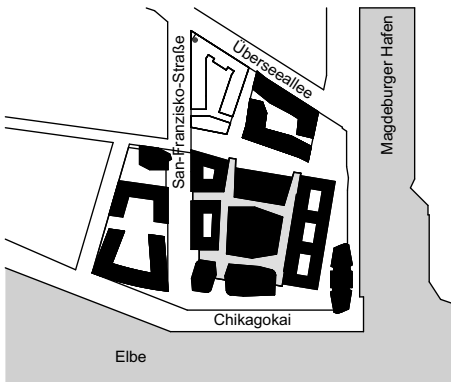 Überseeallee
San-Franzisko-Straße
Magdeburger Hafen
Chikagokai
Elbe